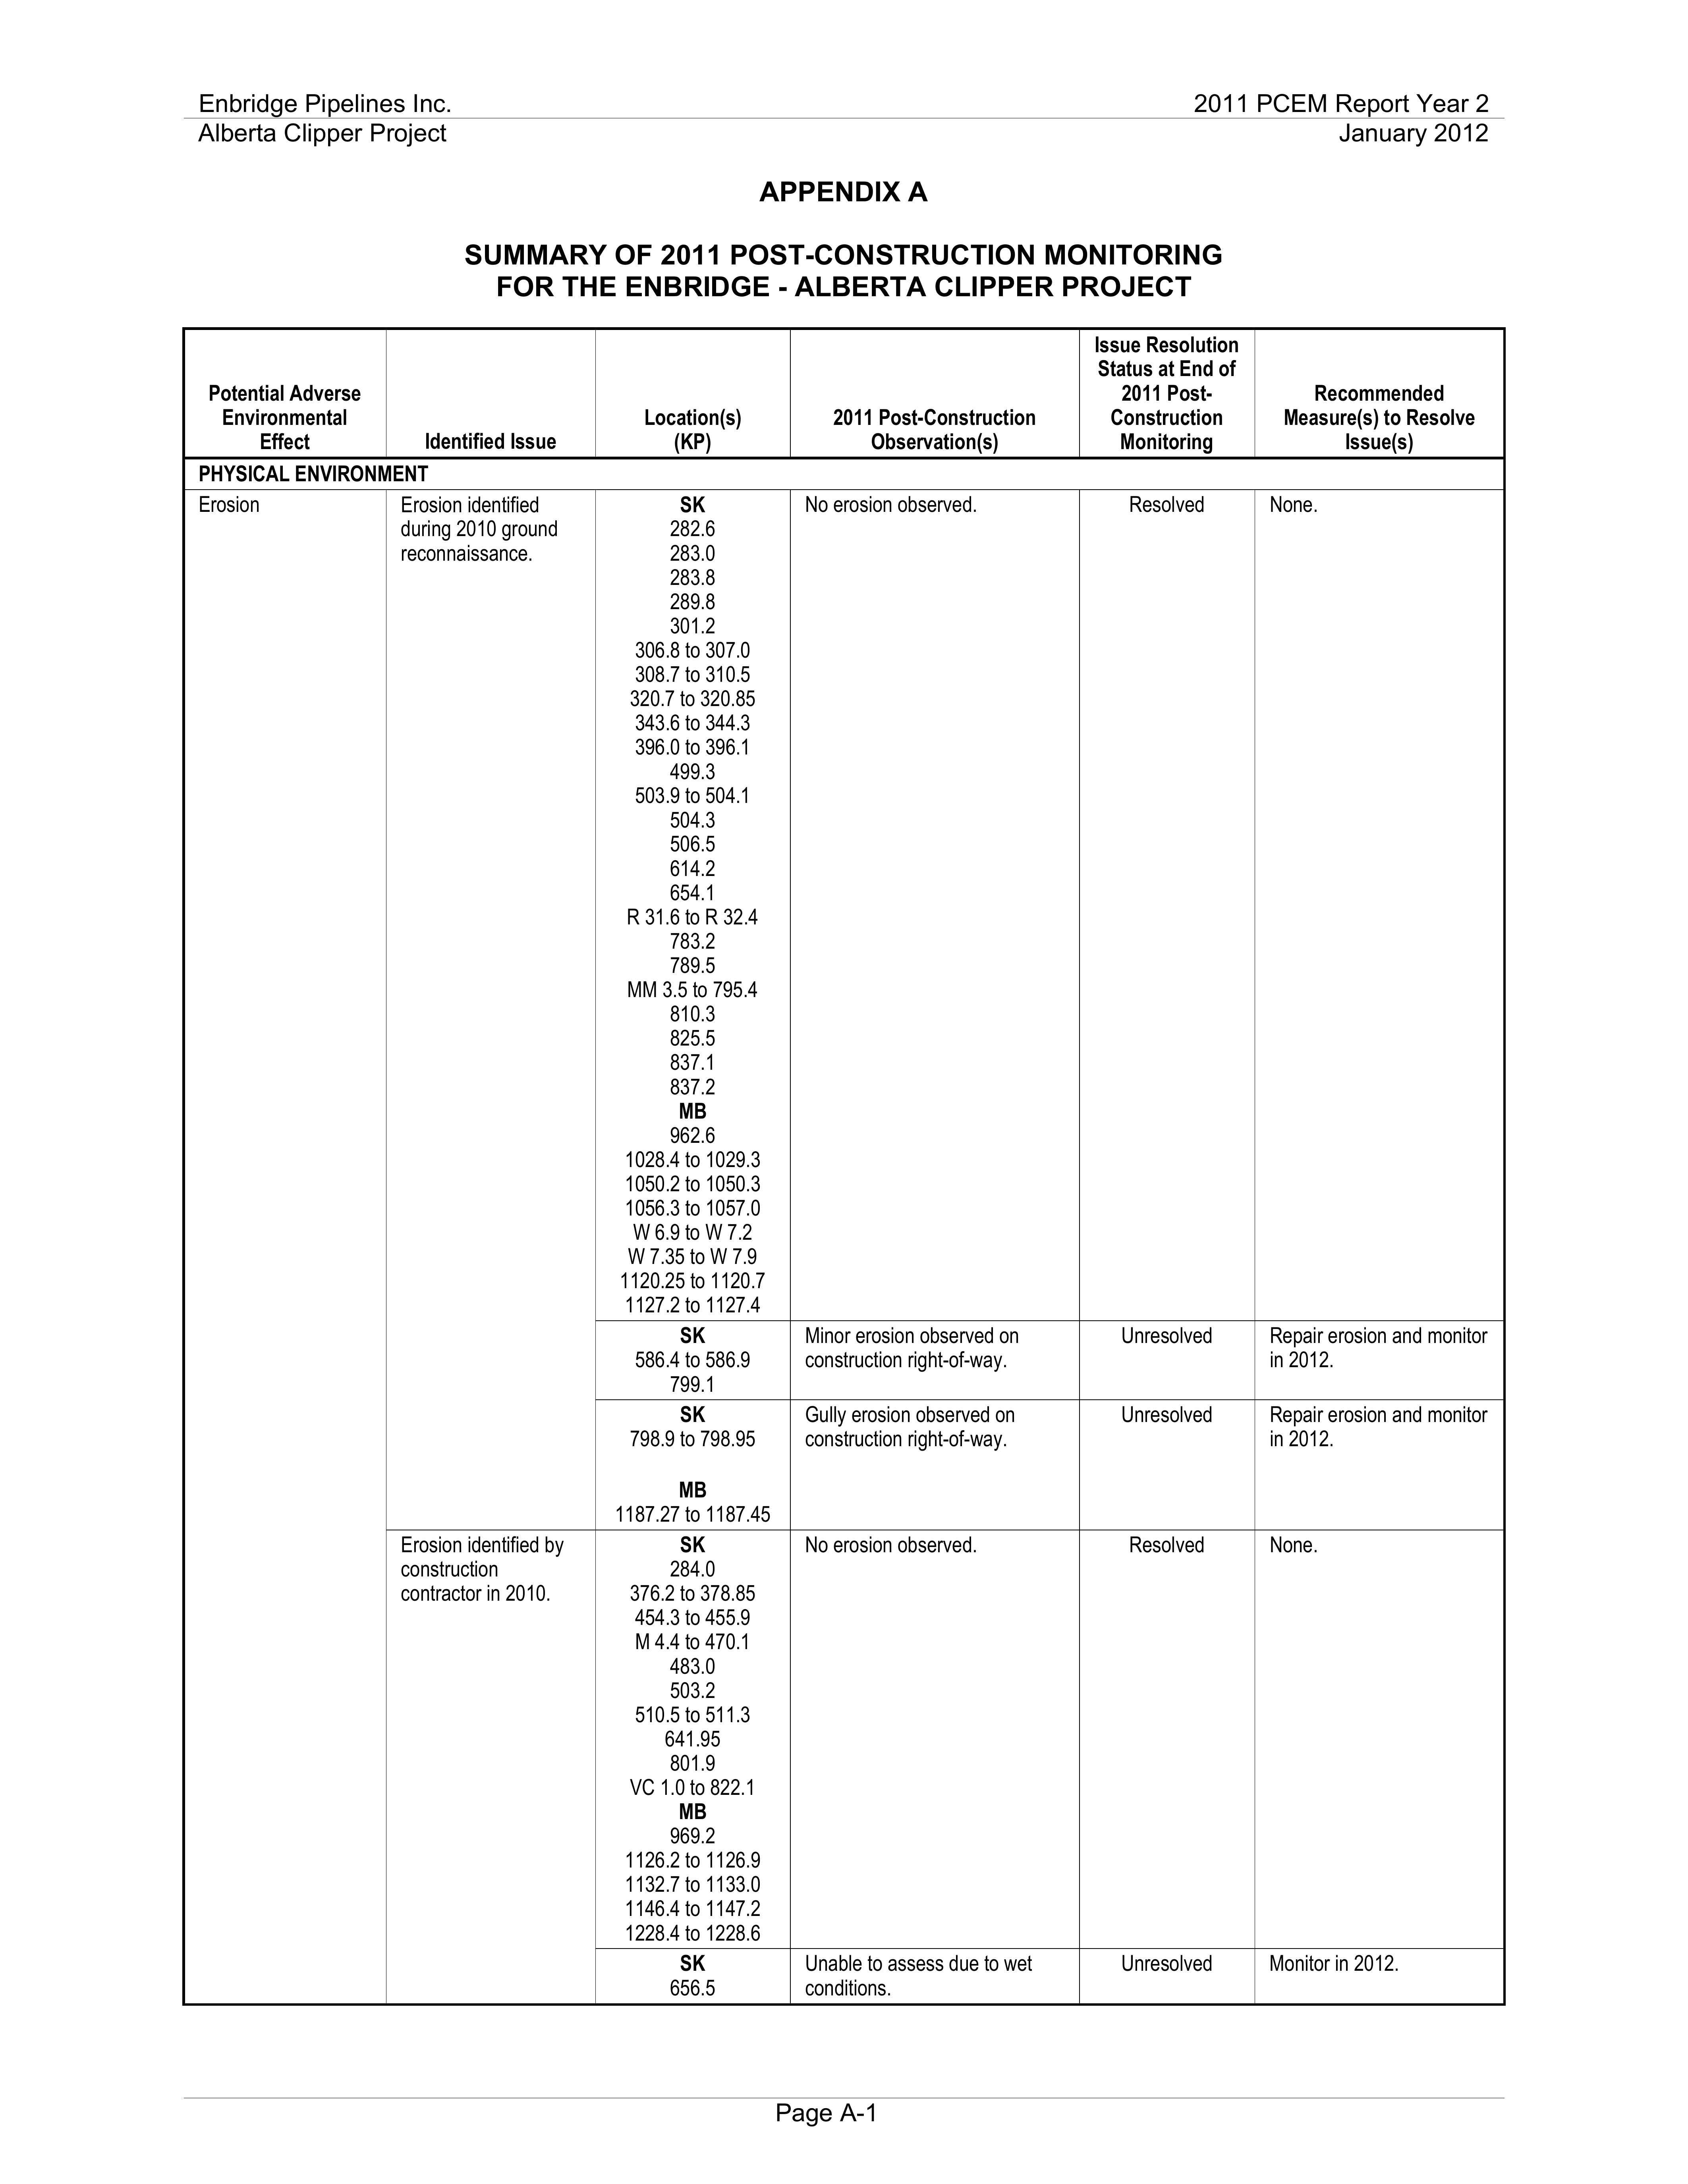 Enbridge Pipelines Inc. 2011 PCEM Report Year 2
Alberta Clipper Project January 2012
APPENDIX A
SUMMARY OF 2011 POST-CONSTRUCTION MONITORING
FOR THE ENBRIDGE - ALBERTA CLIPPER PROJECT
Potential Adverse
Environmental
Effect
Identified Issue
Location(s)
(KP)
2011 Post-Construction
Observation(s)
Issue Resolution
Status at End of
2011 Post-
Construction
Monitoring
Recommended
Measure(s) to Resolve
Issue(s)
PHYSICAL ENVIRONMENT
Erosion
Erosion identified
during 2010 ground
reconnaissance.
SK
282.6
283.0
283.8
289.8
301.2
306.8 to 307.0
308.7 to 310.5
320.7 to 320.85
343.6 to 344.3
396.0 to 396.1
499.3
503.9 to 504.1
504.3
506.5
614.2
654.1
R 31.6 to R 32.4
783.2
789.5
MM 3.5 to 795.4
810.3
825.5
837.1
837.2
MB
962.6
1028.4 to 1029.3
1050.2 to 1050.3
1056.3 to 1057.0
W 6.9 to W 7.2
W 7.35 to W 7.9
1120.25 to 1120.7
1127.2 to 1127.4
No erosion observed.
Resolved
None.
SK
586.4 to 586.9
799.1
Minor erosion observed on
construction right-of-way.
Unresolved
Repair erosion and monitor
in 2012.
SK
798.9 to 798.95
MB
1187.27 to 1187.45
Gully erosion observed on
construction right-of-way.
Unresolved
Repair erosion and monitor
in 2012.
Erosion identified by
construction
contractor in 2010.
SK
284.0
376.2 to 378.85
454.3 to 455.9
M 4.4 to 470.1
483.0
503.2
510.5 to 511.3
641.95
801.9
VC 1.0 to 822.1
MB
969.2
1126.2 to 1126.9
1132.7 to 1133.0
1146.4 to 1147.2
1228.4 to 1228.6
No erosion observed.
Resolved
None.
SK
656.5
Unable to assess due to wet
conditions.
Unresolved
Monitor in 2012.
Page A-1